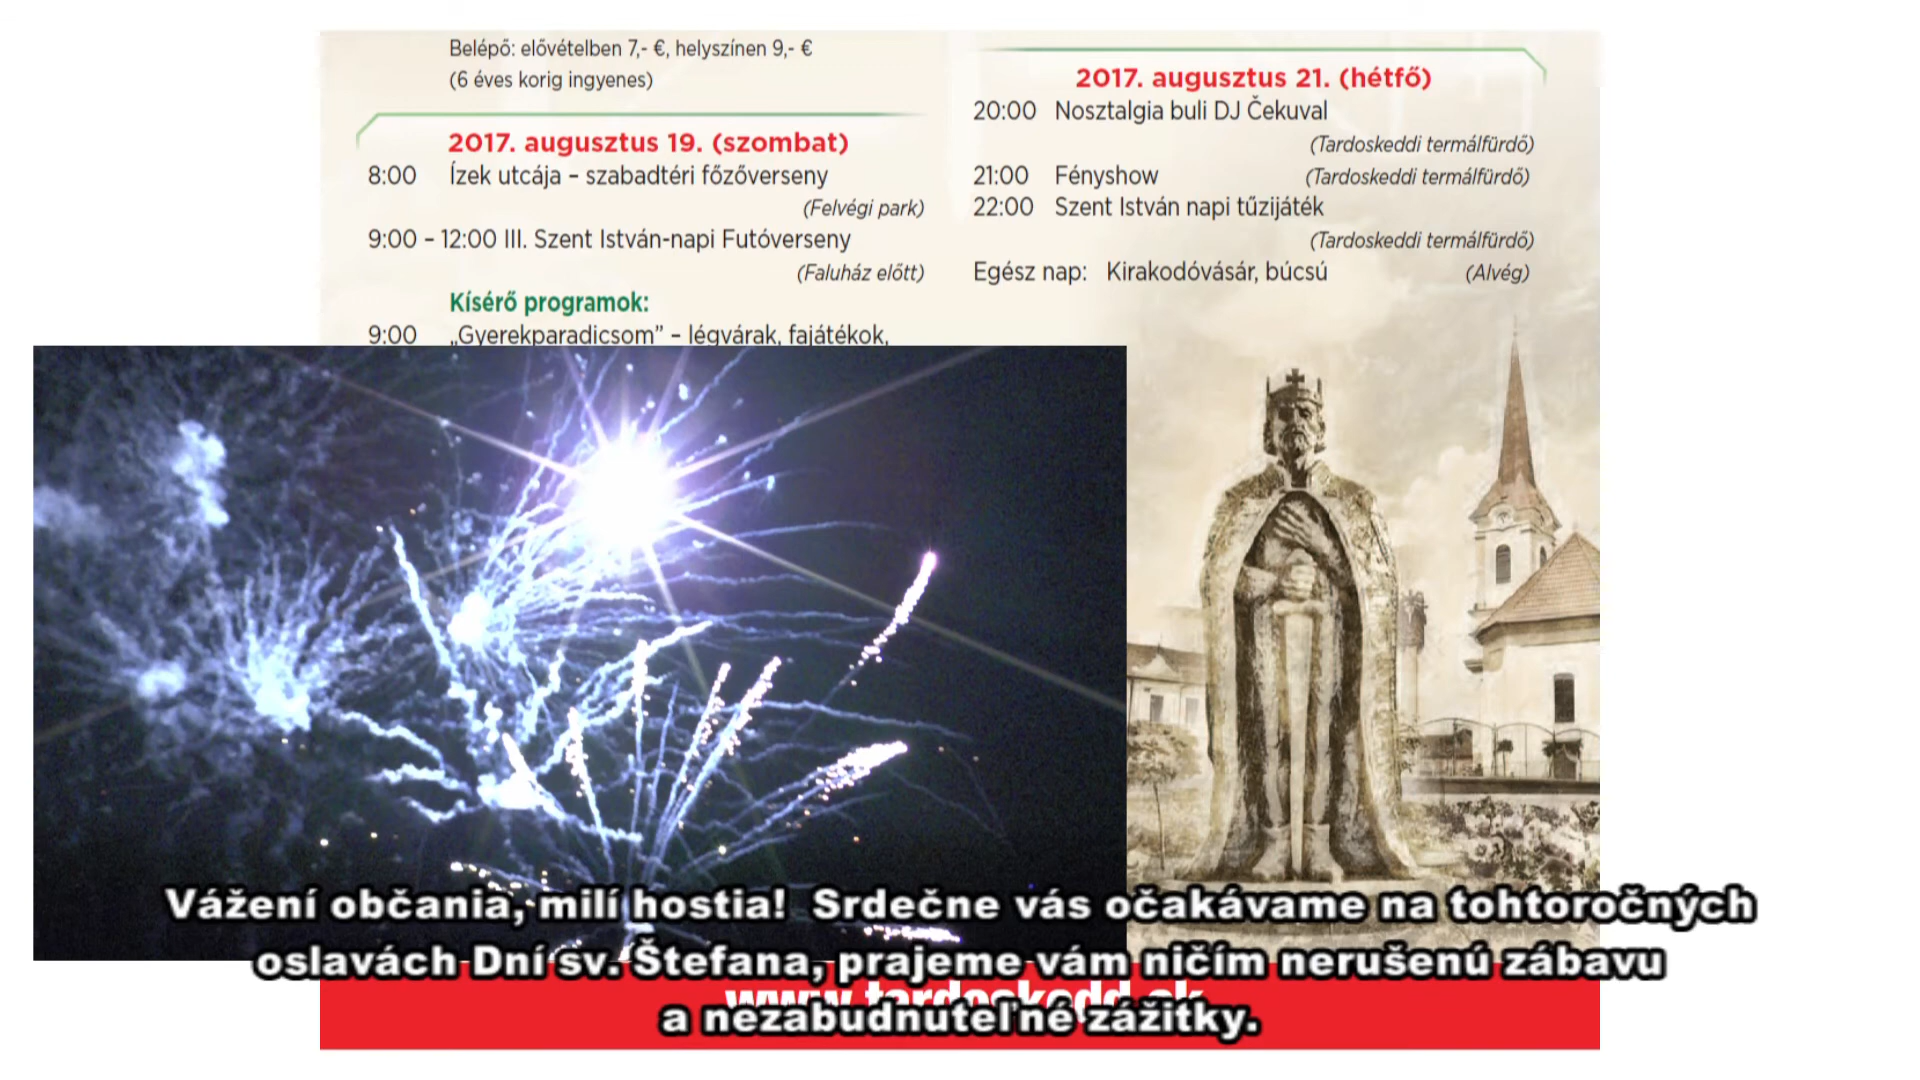 Belépő: elővételben 7,- €, helyszínen 9,- €
(6 éves korig ingyenes)
2017. augusztus 19. (szombat)
8:00 Ízek utcája – szabadtéri főzőverseny
(Felvégi park)
9:00 – 12:00 III. Szent István-napi Futóverseny
(Faluház előtt)
Kísérő programok:
9:00 „Gyerekparadicsom” – légvárak, fajátékok,
2017. augusztus 21. (hétfő)
20:00 Nosztalgia buli DJ Čekuval
(Tardoskeddi termálfürdő)
21:00 Fényshow (Tardoskeddi termálfürdő)
22:00 Szent István napi tűzijáték
(Tardoskeddi termálfürdő)
Egész nap: Kirakodóvásár, búcsú (Alvég)
Vážení občania, milí hostia! Srdečne vás očakávame na tohtoročných
oslavách Dní sv. Štefana, prajeme vám ničím nerušenú zábavu
a nezabudnuteľné zážitky.
www.tardoskedd.sk